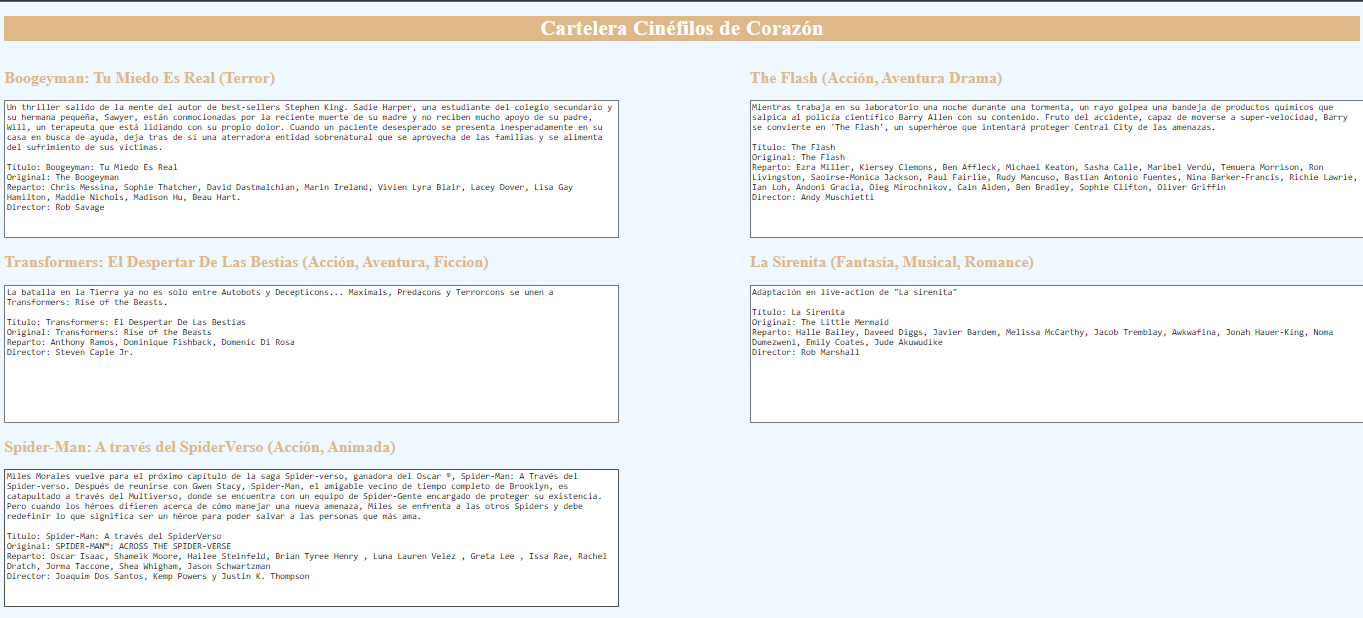 Cartelera Cinéfilos de Corazón
Boogeyman: Tu Miedo Es Real (Terror)
Un thriller salido de la mente del autor de best-sellers Stephen King. Sadie Harper, una estudiante del colegio secundario y
su hermana pequeña, Sawyer, están conmocionadas por la reciente muerte de su madre y no reciben mucho apoyo de su padre,
Will, un terapeuta que está lidiando con su propio dolor. Cuando un paciente desesperado se presenta inesperadamente en su
casa en busca de ayuda, deja tras de sí una aterradora entidad sobrenatural que se aprovecha de las familias y se alimenta
del sufrimiento de sus víctimas.
Título: Boogeyman: Tu Miedo Es Real
Original: The Boogeyman
Reparto: Chris Messina, Sophie Thatcher, David Dastmalchian, Marin Ireland, Vivien Lyra Blair, Lacey Dover, Lisa Gay
Hamilton, Maddie Nichols, Madison Hu, Beau Hart.
Director: Rob Savage
The Flash (Acción, Aventura Drama)
Mientras trabaja en su laboratorio una noche durante una tormenta, un rayo golpea una bandeja de productos químicos que
salpica al policía científico Barry Allen con su contenido. Fruto del accidente, capaz de moverse a super-velocidad, Barry
se convierte en 'The Flash', un superhéroe que intentará proteger Central City de las amenazas.
Título: The Flash
Original: The Flash
Reparto: Ezra Miller, Kiersey Clemons, Ben Affleck, Michael Keaton, Sasha Calle, Maribel Verdú, Temuera Morrison, Ron
Livingston, Saoirse-Monica Jackson, Paul Fairlie, Rudy Mancuso, Bastian Antonio Fuentes, Nina Barker-Francis, Richie Lawrie,
Ian Loh, Andoni Gracia, Oleg Mirochnikov, Cain Aiden, Ben Bradley, Sophie Clifton, Oliver Griffin
Director: Andy Muschietti
Transformers: El Despertar De Las Bestias (Acción, Aventura, Ficcion)
La batalla en la Tierra ya no es solo entre Autobots y Decepticons... Maximals, Predacons y Terrorcons se unen a
Transformers: Rise of the Beasts.
Título: Transformers: El Despertar De Las Bestias
Original: Transformers: Rise of the Beasts
Reparto: Anthony Ramos, Dominique Fishback, Domenic Di Rosa
Director: Steven Caple Jr.
La Sirenita (Fantasía, Musical, Romance)
Adaptación en live-action de "La sirenita"
Título: La Sirenita
Original: The Little Mermaid
Reparto: Halle Bailey, Daveed Diggs, Javier Bardem, Melissa McCarthy, Jacob Tremblay, Awkwafina, Jonah Hauer-King, Noma
Dumezweni, Emily Coates, Jude Akuwudike
Director: Rob Marshall
Spider-Man: A través del SpiderVerso (Acción, Animada)
Miles Morales vuelve para el próximo capítulo de la saga Spider-verso, ganadora del Oscar ®, Spider-Man: A Través del
Spider-verso. Después de reunirse con Gwen Stacy, Spider-Man, el amigable vecino de tiempo completo de Brooklyn, es
catapultado a través del Multiverso, donde se encuentra con un equipo de Spider-Gente encargado de proteger su existencia.
Pero cuando los héroes difieren acerca de cómo manejar una nueva amenaza, Miles se enfrenta a las otros Spiders y debe
redefinir lo que significa ser un héroe para poder salvar a las personas que más ama.
Título: Spider-Man: A través del SpiderVerso
Original: SPIDER-MAN™: ACROSS THE SPIDER-VERSE
Reparto: Oscar Isaac, Shameik Moore, Hailee Steinfeld, Brian Tyree Henry , Luna Lauren Velez , Greta Lee , Issa Rae, Rachel
Dratch, Jorma Taccone, Shea Whigham, Jason Schwartzman
Director: Joaquim Dos Santos, Kemp Powers y Justin K. Thompson